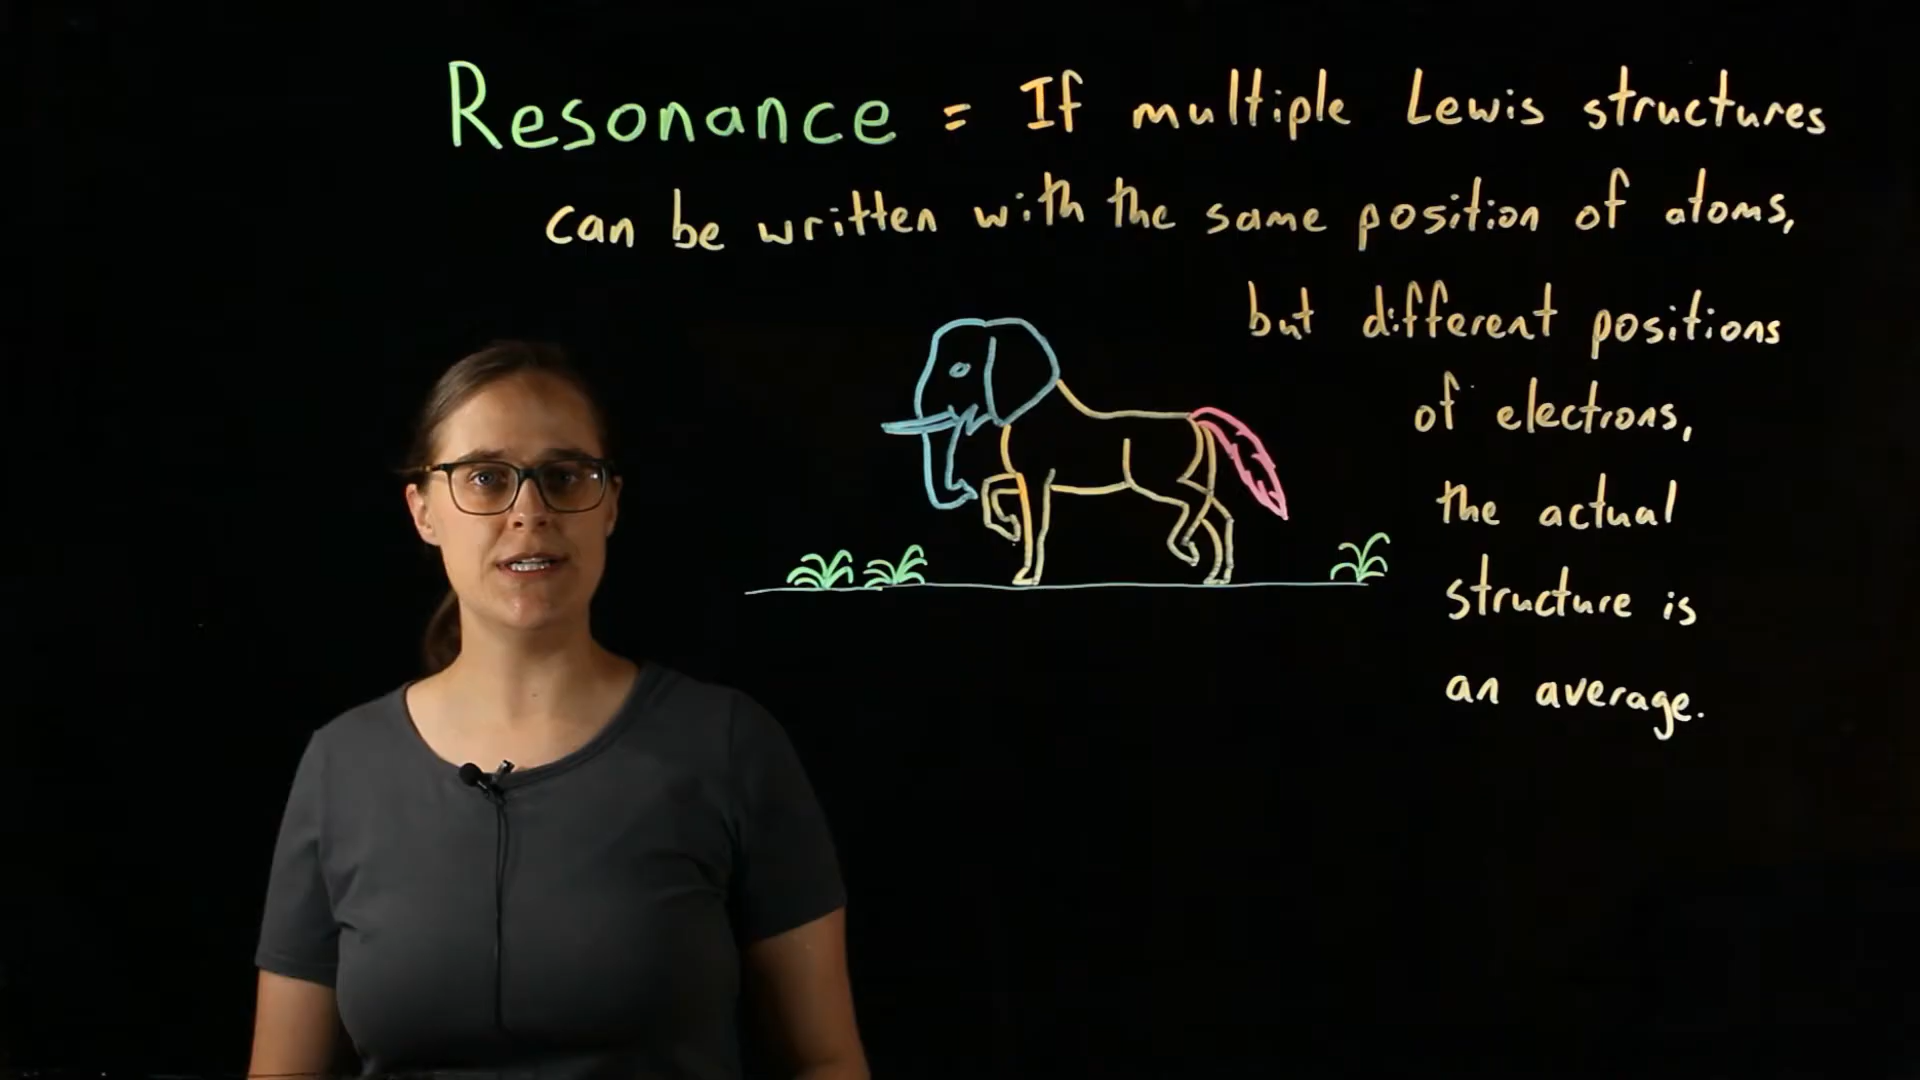 Resonance = If multiple Lewis structures
can be written with the same position of atoms,
but different positions
of electrons,
the actual
structure is
an average.